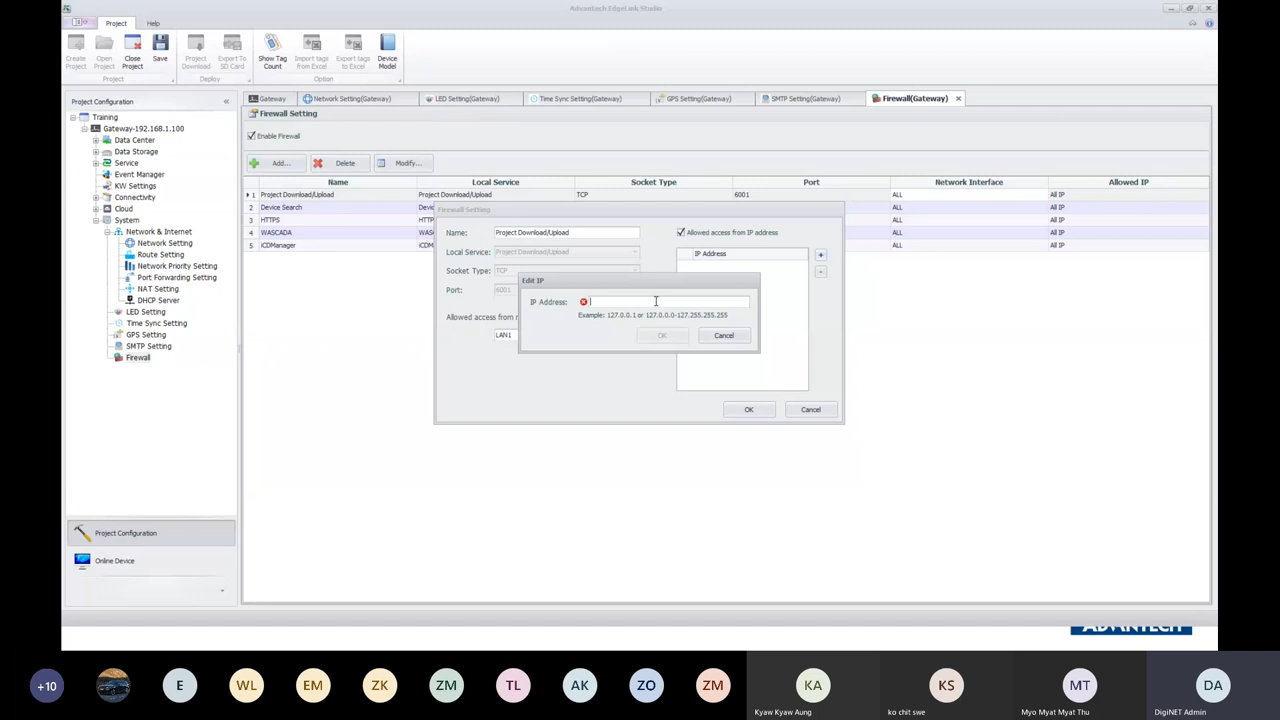 Advantech EdgeLink Studio
Project
Help
Create Project
Open Project
Close Project
Save
Project Download
Export To SD Card
Show Tag Count
Import tags from Excel
Export tags to Excel
Device Model
Project
Deploy
Option
Project Configuration
Gateway
Network Setting(Gateway)
LED Setting(Gateway)
Time Sync Setting(Gateway)
GPS Setting(Gateway)
SMTP Setting(Gateway)
Firewall(Gateway)
Training
Gateway-192.168.1.100
Data Center
Data Storage
Service
Event Manager
KW Settings
Connectivity
Cloud
System
Network & Internet
Network Setting
Route Setting
Network Priority Setting
Port Forwarding Setting
NAT Setting
DHCP Server
LED Setting
Time Sync Setting
GPS Setting
SMTP Setting
Firewall
Project Configuration
Online Device
Firewall Setting
Enable Firewall
Add...
Delete
Modify...
Name Local Service Socket Type Port Network Interface Allowed IP
1 Project Download/Upload Project Download/Upload TCP 6001 ALL All IP
2 Device Search ALL All IP
3 HTTPS ALL All IP
4 WASCADA ALL All IP
5 iCDManager ALL All IP
Firewall Setting
Name: Project Download/Upload
Local Service: Project Download/Upload
Socket Type: TCP
Port: 6001
Allowed access from
LAN1
Allowed access from IP address
IP Address
Edit IP
IP Address:
Example: 127.0.0.1 or 127.0.0.0-127.255.255.255
OK
Cancel
OK
Cancel
ADVANTECH
+10
E
WL
EM
ZK
ZM
TL
AK
ZO
ZM
KA
KS
MT
DA
Kyaw Kyaw Aung
ko chit swe
Myo Myat Myat Thu
DigiNET Admin